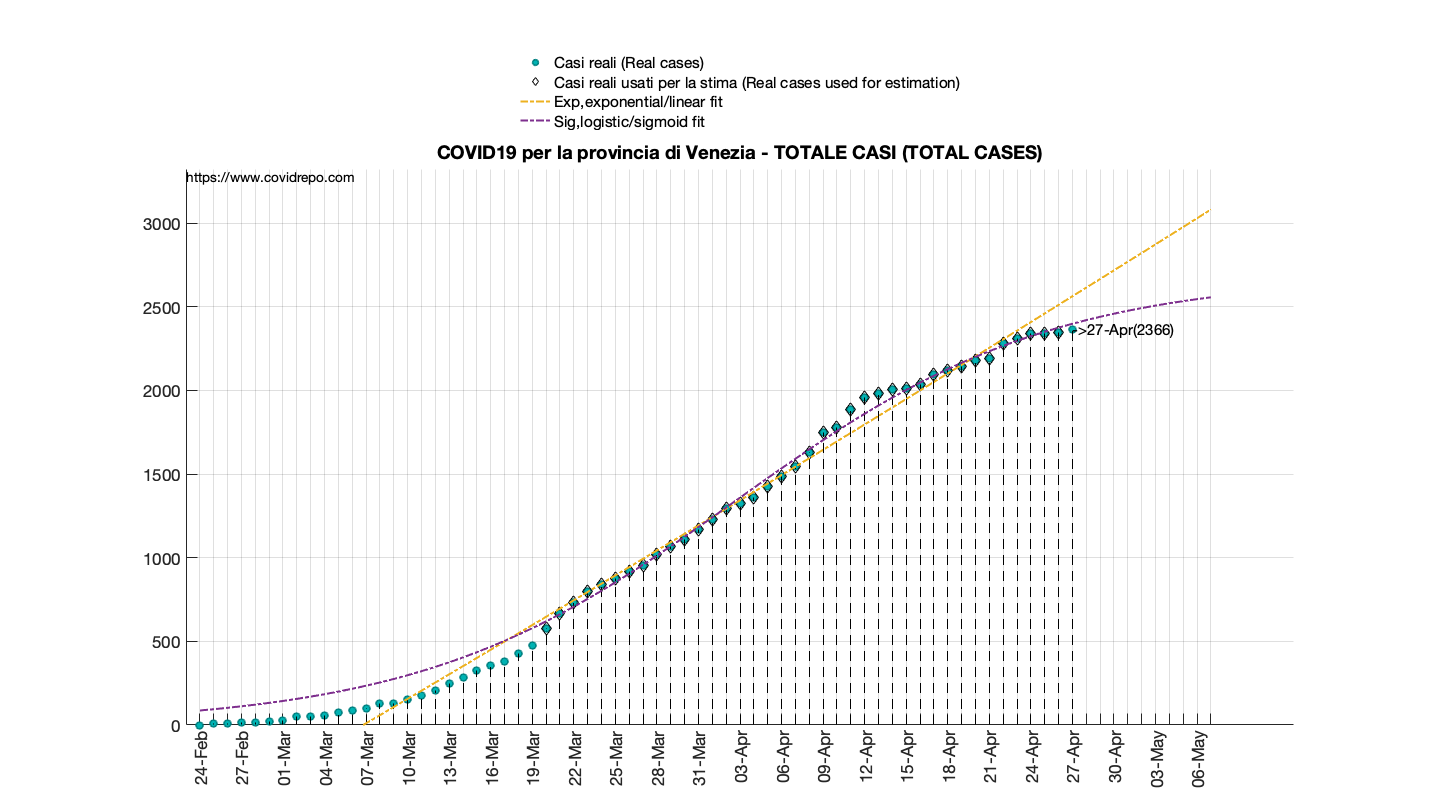 Casi reali (Real cases)
Casi reali usati per la stima (Real cases used for estimation)
Exp,exponential/linear fit
Sig,logistic/sigmoid fit
COVID19 per la provincia di Venezia - TOTALE CASI (TOTAL CASES)
https://www.covidrepo.com
3000
2500
2000
1500
1000
500
0
>27-Apr(2366)
24-Feb
27-Feb
01-Mar
04-Mar
07-Mar
10-Mar
13-Mar
16-Mar
19-Mar
22-Mar
25-Mar
28-Mar
31-Mar
03-Apr
06-Apr
09-Apr
12-Apr
15-Apr
18-Apr
21-Apr
24-Apr
27-Apr
30-Apr
03-May
06-May